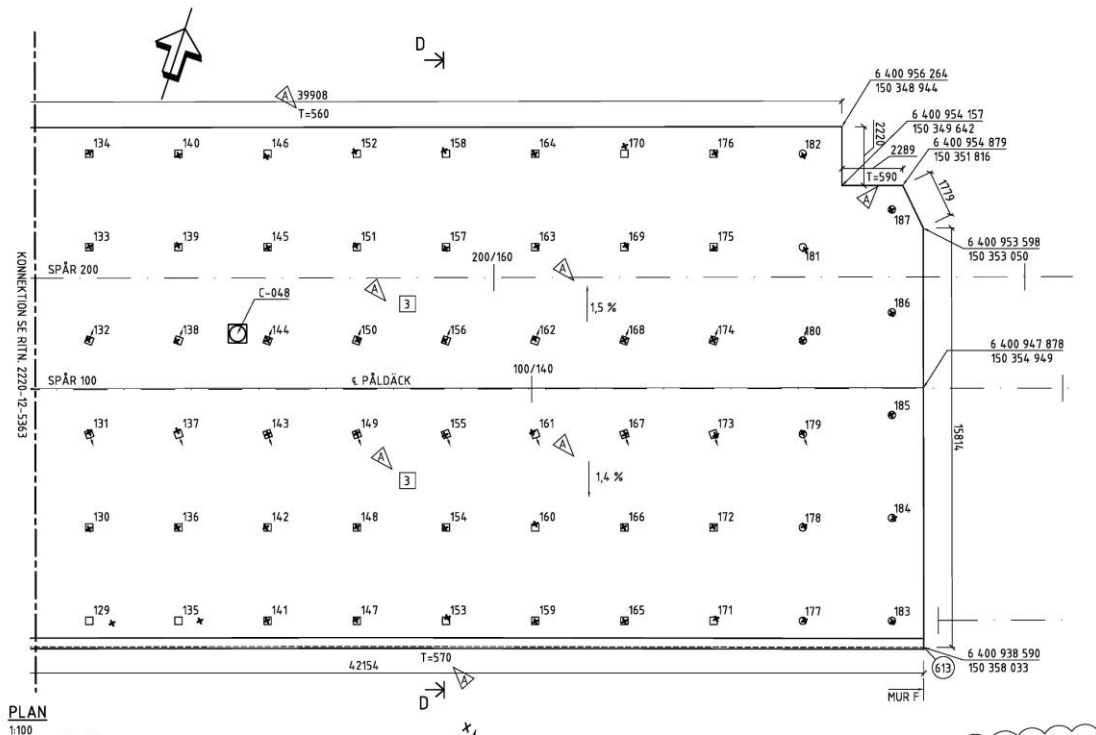 D
6 400 956 264
150 348 944
A 39908
T=560
2220
6 400 954 157
150 349 642
6 400 954 879
150 351 816
2289
T=590
A
1779
134 140 146 152 158 164 170 176 182
187
133 139 145 151 157 163 169 175 181
6 400 953 598
150 353 050
KONNEKTION SE RITN. 2220-12-5363
SPÅR 200
200/160
A
A
3
C-048
1,5 %
186
132 138 144 150 156 162 168 174 180
6 400 947 878
150 354 949
SPÅR 100
℄ PÅLDÄCK
100/140
185
131 137 143 149 155 161 167 173 179
A
A
3
1,4 %
15814
184
130 136 142 148 154 160 166 172 178
129 135 141 147 153 159 165 171 177 183
T=570
42154
A
D
613
6 400 938 590
150 358 033
MUR F
PLAN
1:100